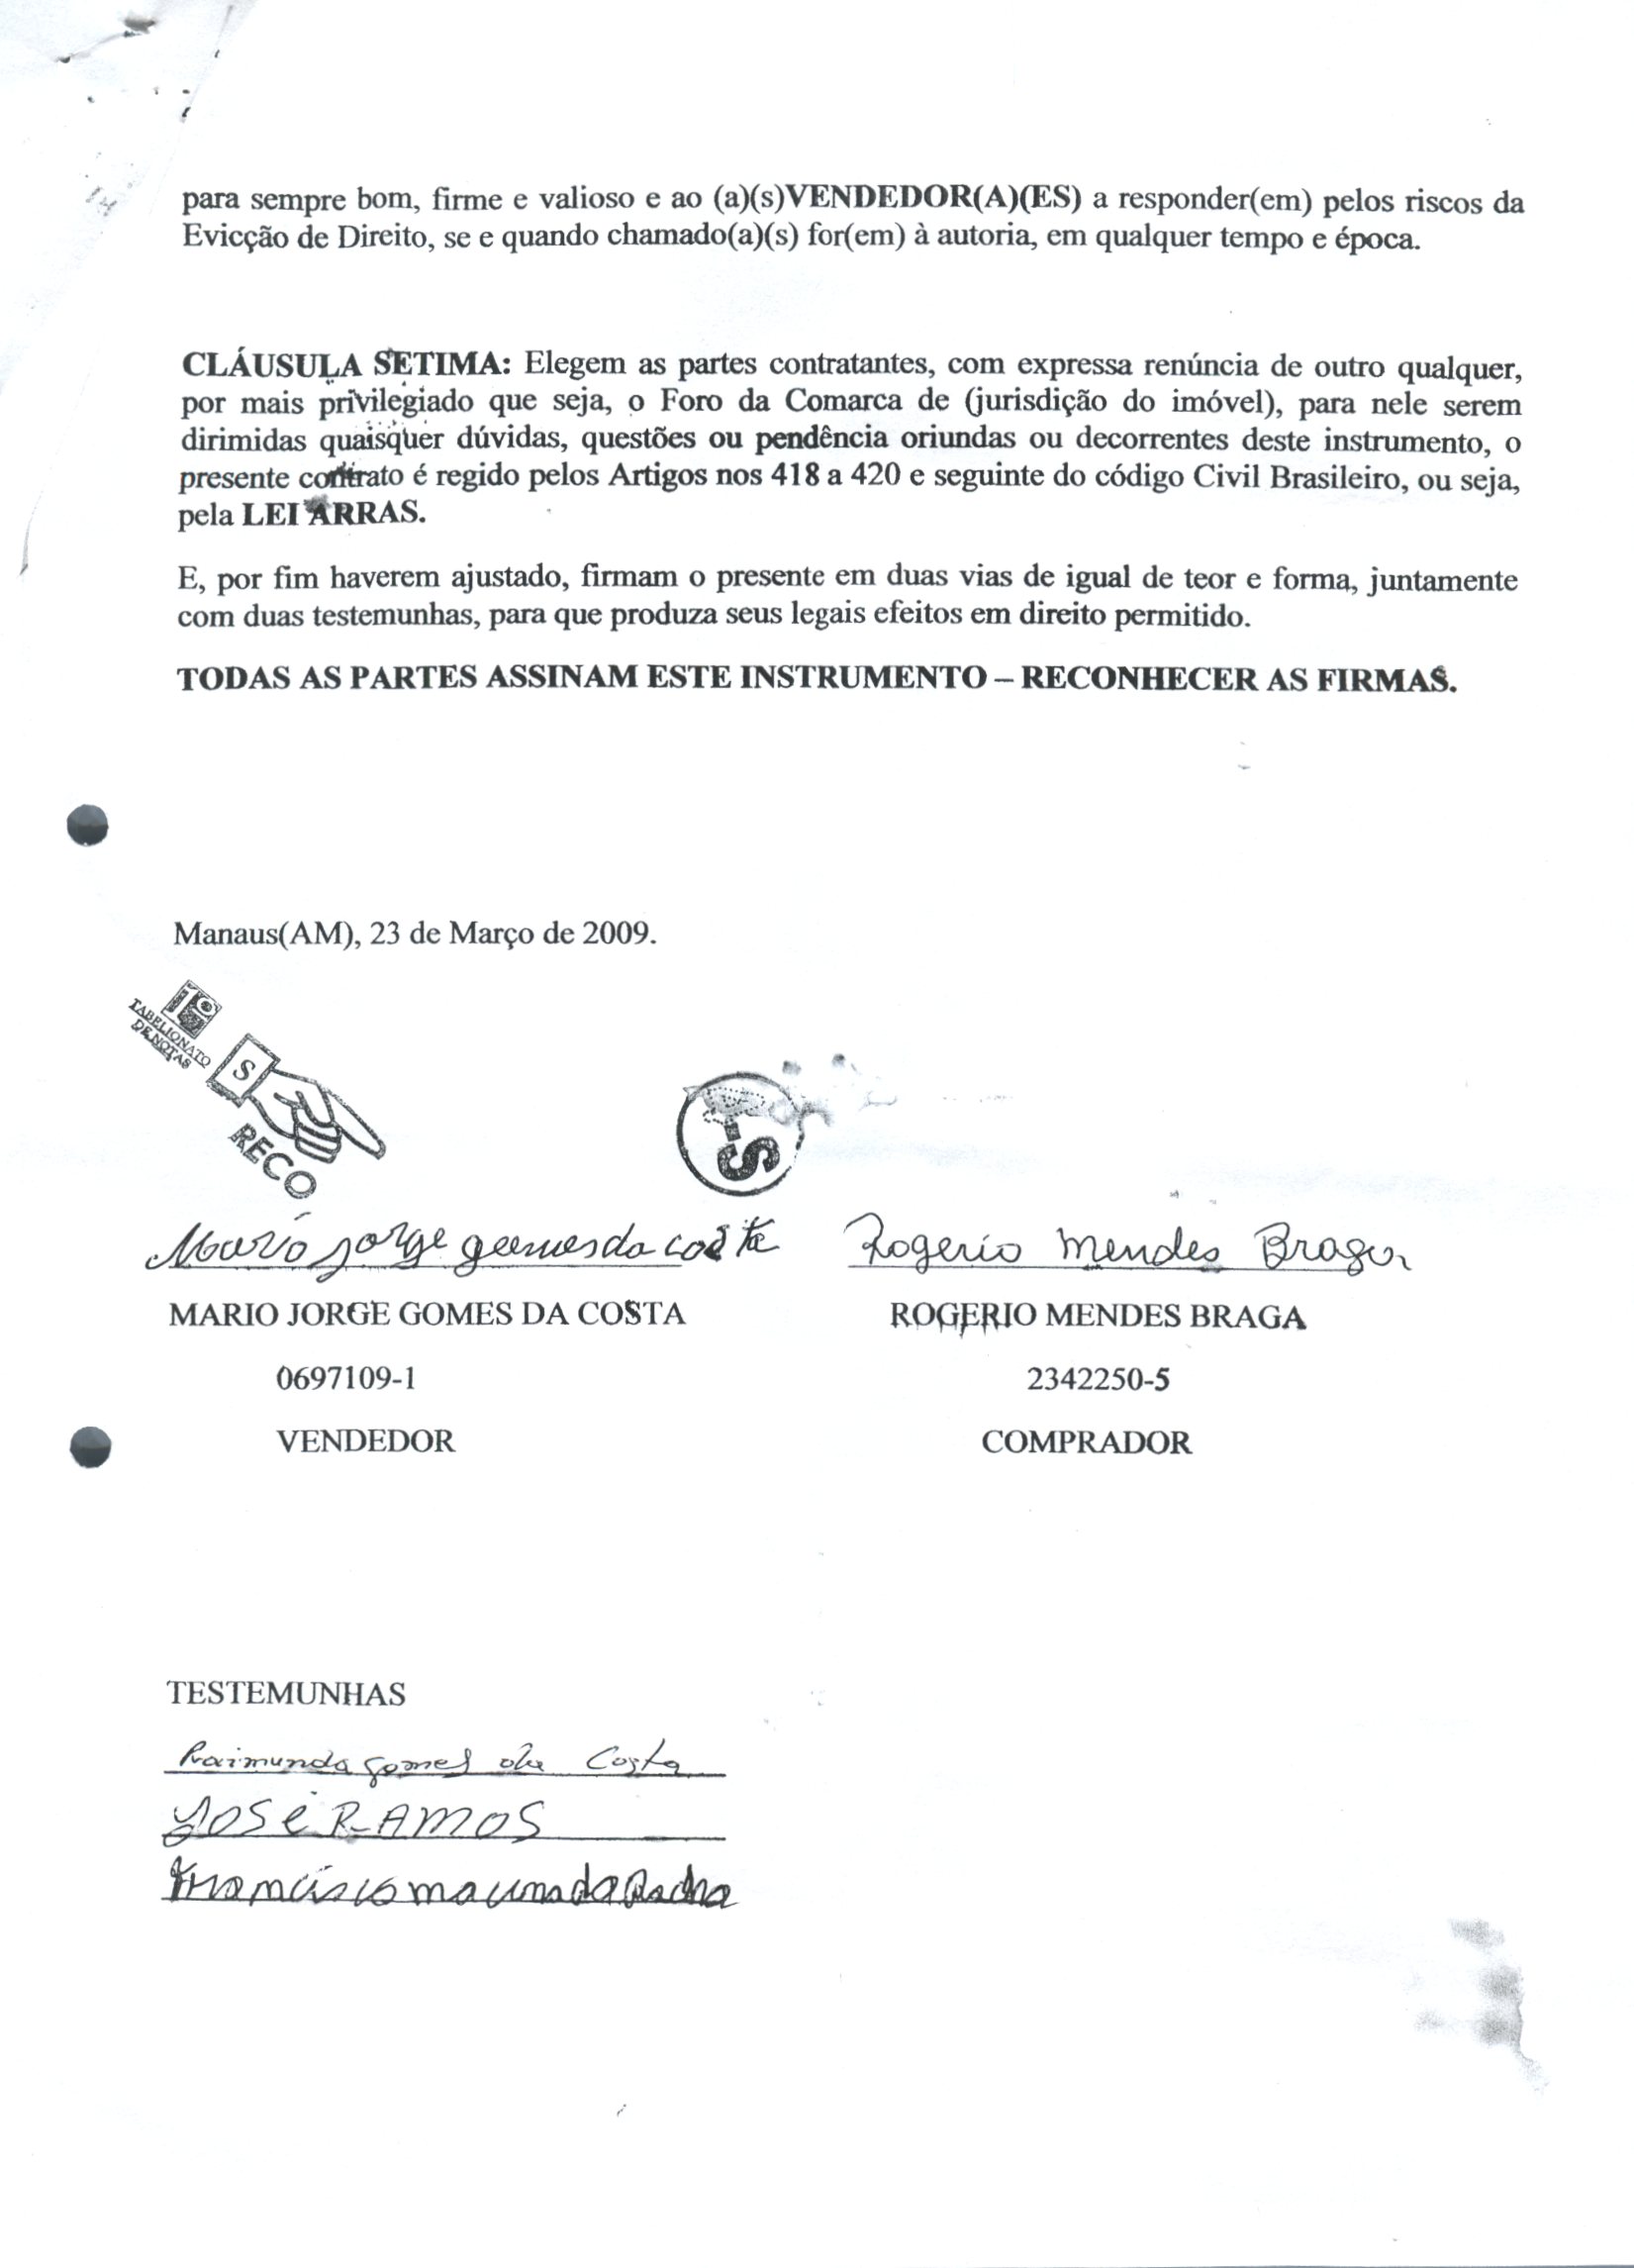 14
para sempre bom, firme e valioso e ao (a)(s)VENDEDOR(A)(ES) a responder(em) pelos riscos da
Evicção de Direito, se e quando chamado(a)(s) for(em) à autoria, em qualquer tempo e época.
CLÁUSULA SETIMA: Elegem as partes contratantes, com expressa renúncia de outro qualquer,
por mais privilegiado que seja, o Foro da Comarca de (jurisdição do imóvel), para nele serem
dirimidas quaisquer dúvidas, questões ou pendência oriundas ou decorrentes deste instrumento, o
presente contrato é regido pelos Artigos nos 418 a 420 e seguinte do código Civil Brasileiro, ou seja,
pela LEI ARRAS.
E, por fim haverem ajustado, firmam o presente em duas vias de igual de teor e forma, juntamente
com duas testemunhas, para que produza seus legais efeitos em direito permitido.
TODAS AS PARTES ASSINAM ESTE INSTRUMENTO – RECONHECER AS FIRMAS.
Manaus(AM), 23 de Março de 2009.
1º
TABELIONATO
DE NOTAS
S
RECO
S
Mario Jorge gomes da costa Rogerio Mendes Braga
MARIO JORGE GOMES DA COSTA ROGERIO MENDES BRAGA
0697109-1 2342250-5
VENDEDOR COMPRADOR
TESTEMUNHAS
Raimunda gomes da Costa
JOSÉ RAMOS
Francisco